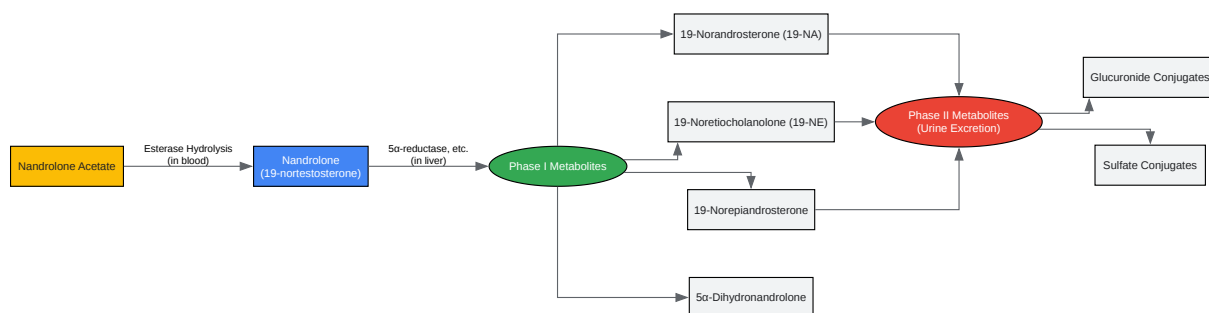 Nandrolone Acetate
Esterase Hydrolysis
(in blood)
Nandrolone
(19-nortestosterone)
5α-reductase, etc.
(in liver)
Phase I Metabolites
19-Norandrosterone (19-NA)
19-Noretiocholanolone (19-NE)
19-Norepiandrosterone
5α-Dihydronandrolone
Phase II Metabolites
(Urine Excretion)
Glucuronide Conjugates
Sulfate Conjugates